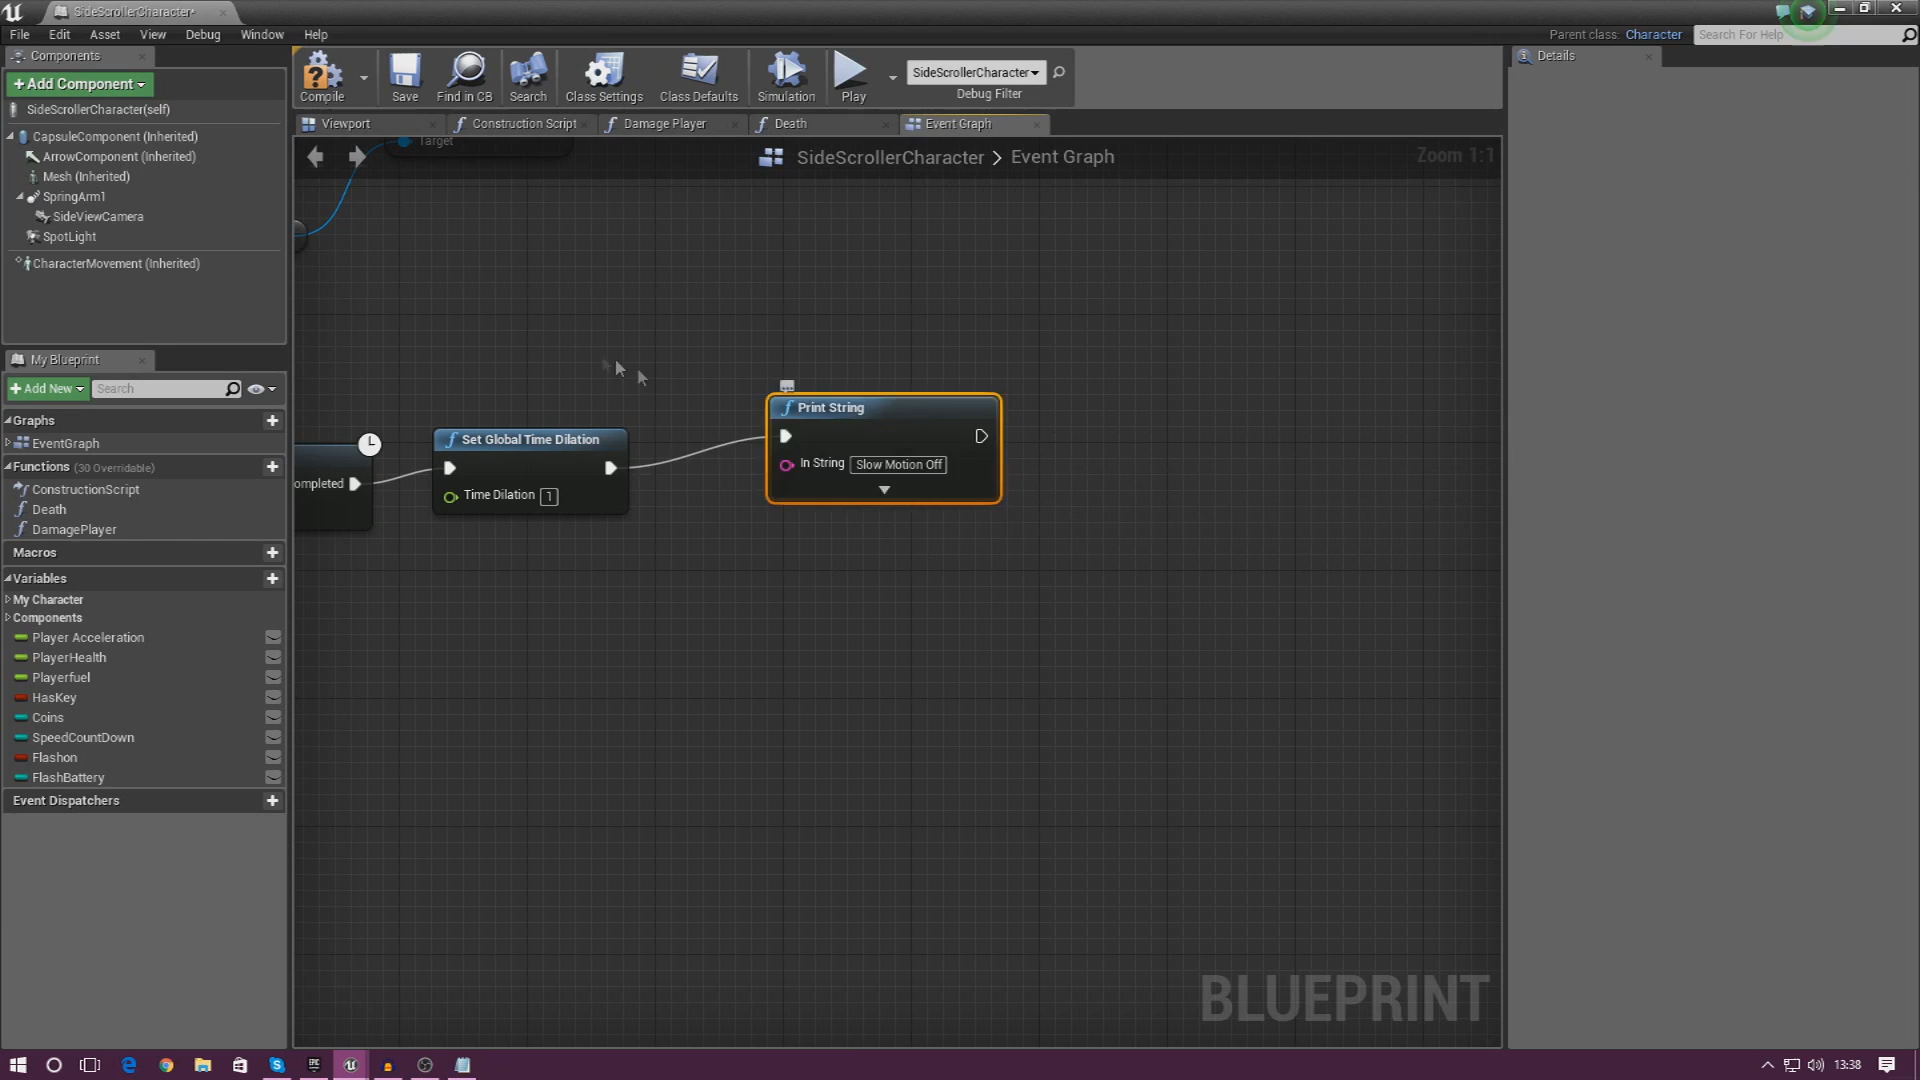 SideScrollerCharacter*
File Edit Asset View Debug Window Help
Parent class: Character Search For Help
Components
+ Add Component
SideScrollerCharacter(self)
CapsuleComponent (Inherited)
ArrowComponent (Inherited)
Mesh (Inherited)
SpringArm1
SideViewCamera
SpotLight
CharacterMovement (Inherited)
Compile Save Find in CB Search Class Settings Class Defaults Simulation Play
SideScrollerCharacter
Debug Filter
Details
Viewport Construction Script Damage Player Death Event Graph
SideScrollerCharacter > Event Graph
Zoom 1:1
Target
ompleted
Set Global Time Dilation
Time Dilation 1
Print String
In String Slow Motion Off
BLUEPRINT
My Blueprint
+ Add New Search
Graphs
EventGraph
Functions (30 Overridable)
ConstructionScript
Death
DamagePlayer
Macros
Variables
My Character
Components
Player Acceleration
PlayerHealth
Playerfuel
HasKey
Coins
SpeedCountDown
Flashon
FlashBattery
Event Dispatchers
13:38